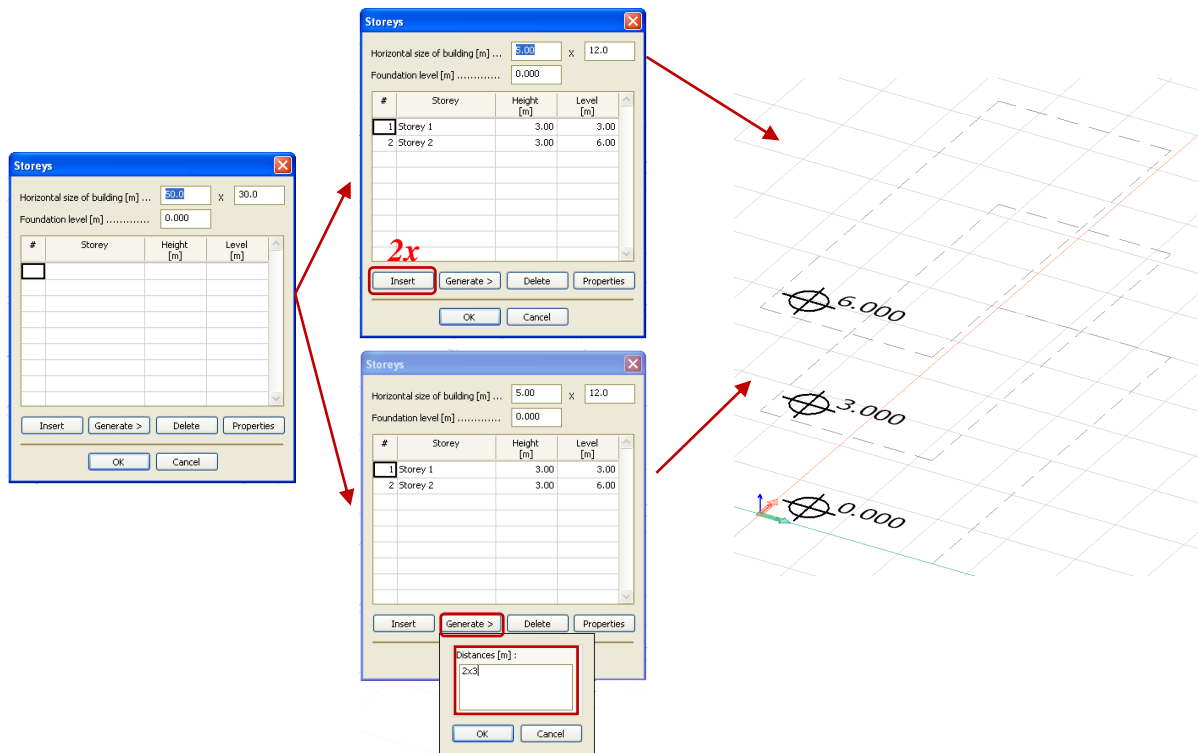 Storeys
Horizontal size of building [m] ... 50.0 x 30.0
Foundation level [m] ............. 0.000
# Storey Height [m] Level [m]
Insert Generate > Delete Properties
OK Cancel
Storeys
Horizontal size of building [m] ... 5.00 x 12.0
Foundation level [m] ............. 0.000
# Storey Height [m] Level [m]
1 Storey 1 3.00 3.00
2 Storey 2 3.00 6.00
2x
Insert Generate > Delete Properties
OK Cancel
Storeys
Horizontal size of building [m] ... 5.00 x 12.0
Foundation level [m] ............. 0.000
# Storey Height [m] Level [m]
1 Storey 1 3.00 3.00
2 Storey 2 3.00 6.00
Insert Generate > Delete Properties
Distances [m] :
2x3
OK Cancel
6.000
3.000
0.000